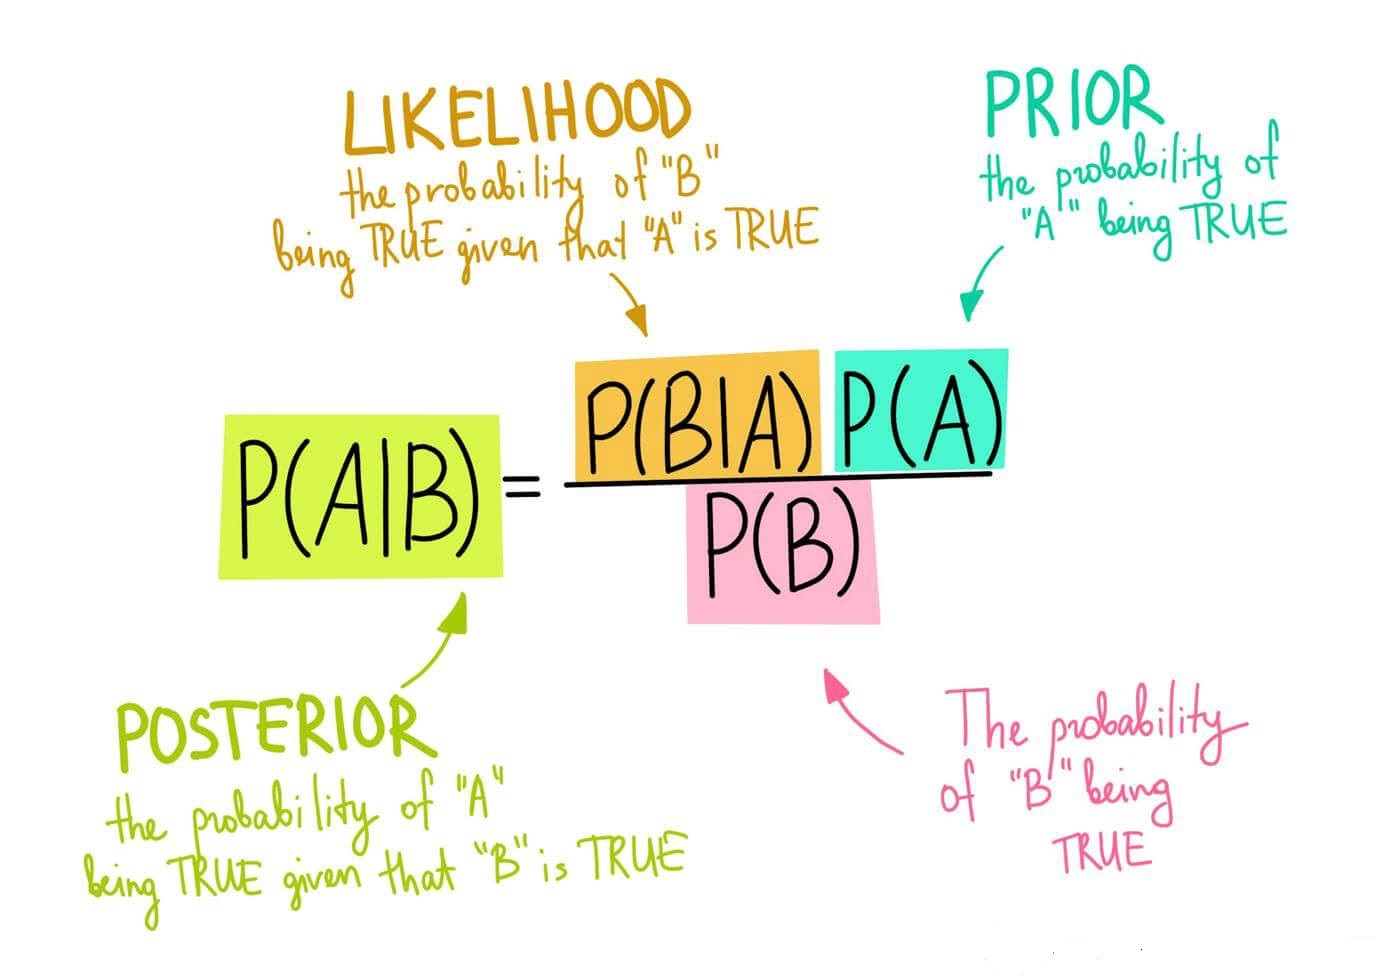 LIKELIHOOD
the probability of "B"
being TRUE given that "A" is TRUE
PRIOR
the probability of
"A" being TRUE
P(B|A) P(A)
P(A|B) =
P(B)
POSTERIOR
the probability of "A"
being TRUE given that "B" is TRUE
The probability
of "B" being
TRUE